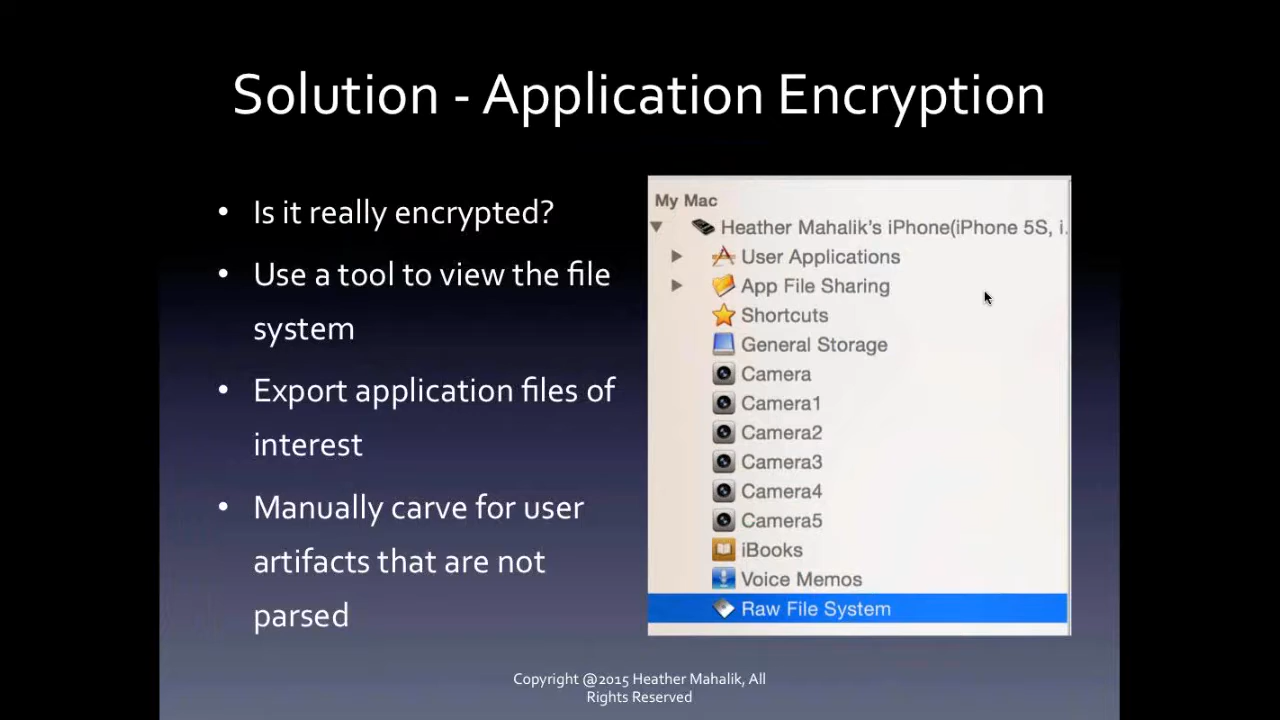 Solution - Application Encryption
• Is it really encrypted?
• Use a tool to view the file
system
• Export application files of
interest
• Manually carve for user
artifacts that are not
parsed
My Mac
Heather Mahalik's iPhone(iPhone 5S, i.
User Applications
App File Sharing
Shortcuts
General Storage
Camera
Camera1
Camera2
Camera3
Camera4
Camera5
iBooks
Voice Memos
Raw File System
Copyright @2015 Heather Mahalik, All
Rights Reserved